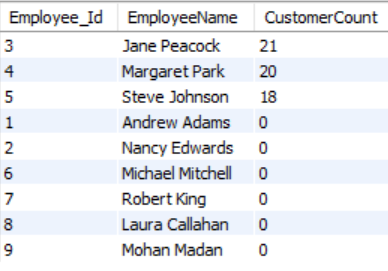 Employee_Id EmployeeName CustomerCount
3 Jane Peacock 21
4 Margaret Park 20
5 Steve Johnson 18
1 Andrew Adams 0
2 Nancy Edwards 0
6 Michael Mitchell 0
7 Robert King 0
8 Laura Callahan 0
9 Mohan Madan 0